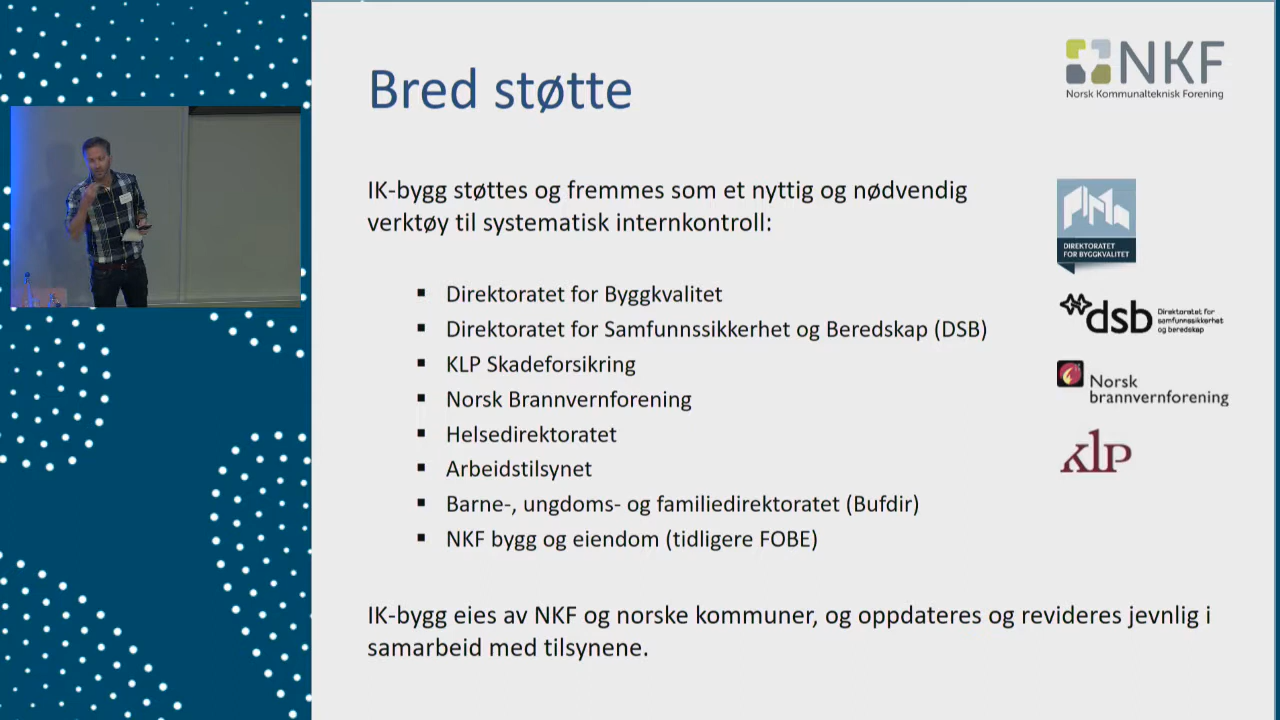 Bred støtte
NKF
Norsk Kommunalteknisk Forening
IK-bygg støttes og fremmes som et nyttig og nødvendig
verktøy til systematisk internkontroll:
Direktoratet for Byggkvalitet
Direktoratet for Samfunnssikkerhet og Beredskap (DSB)
KLP Skadeforsikring
Norsk Brannvernforening
Helsedirektoratet
Arbeidstilsynet
Barne-, ungdoms- og familiedirektoratet (Bufdir)
NKF bygg og eiendom (tidligere FOBE)
DIREKTORATET
FOR BYGGKVALITET
dsb
Direktoratet for
samfunnssikkerhet
og beredskap
Norsk
brannvernforening
klp
IK-bygg eies av NKF og norske kommuner, og oppdateres og revideres jevnlig i
samarbeid med tilsynene.